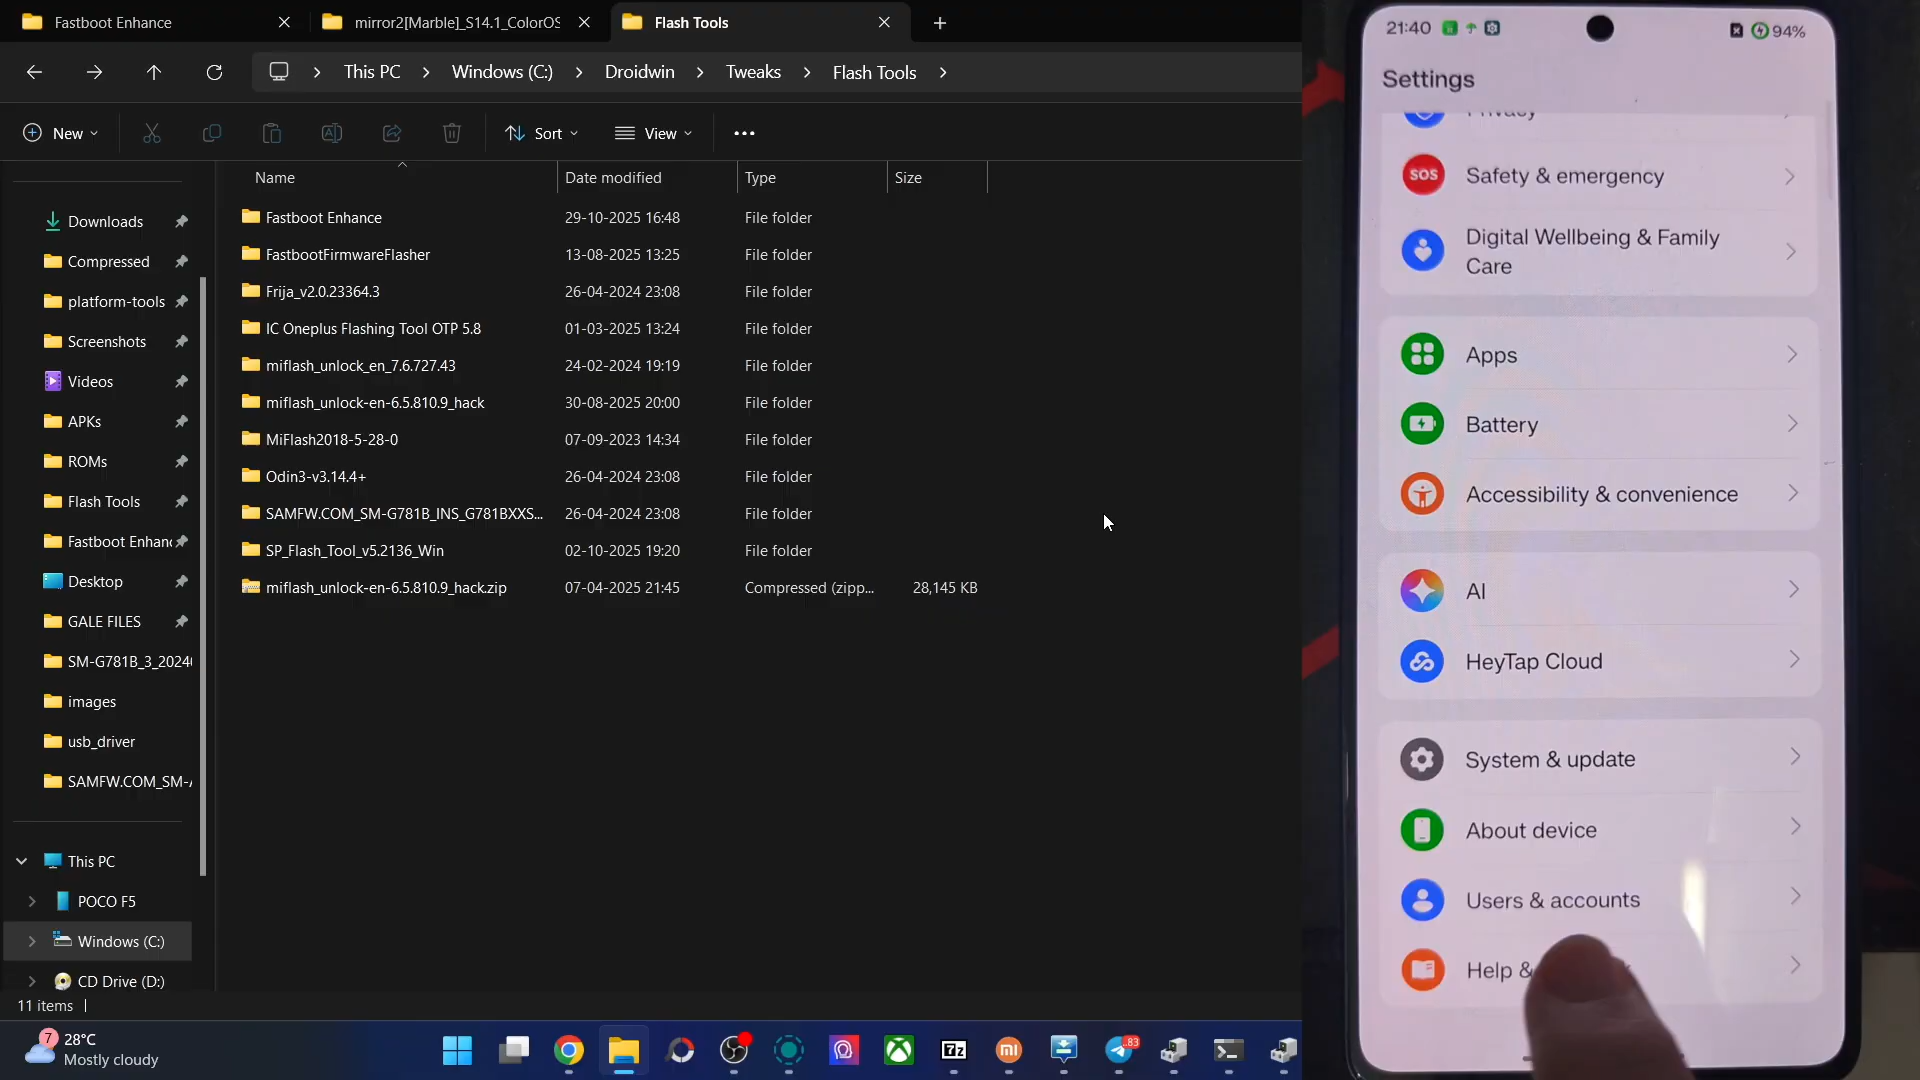 Fastboot Enhance
mirror2[Marble]_S14.1_ColorOS
Flash Tools
This PC
Windows (C:)
Droidwin
Tweaks
Flash Tools
New
Sort
View
Name
Date modified
Type
Size
Downloads
Compressed
platform-tools
Screenshots
Videos
APKs
ROMs
Flash Tools
Fastboot Enhanc
Desktop
GALE FILES
SM-G781B_3_2024
images
usb_driver
SAMFW.COM_SM-
This PC
POCO F5
Windows (C:)
CD Drive (D:)
Fastboot Enhance 29-10-2025 16:48 File folder
FastbootFirmwareFlasher 13-08-2025 13:25 File folder
Frija_v2.0.23364.3 26-04-2024 23:08 File folder
IC Oneplus Flashing Tool OTP 5.8 01-03-2025 13:24 File folder
miflash_unlock_en_7.6.727.43 24-02-2024 19:19 File folder
miflash_unlock-en-6.5.810.9_hack 30-08-2025 20:00 File folder
MiFlash2018-5-28-0 07-09-2023 14:34 File folder
Odin3-v3.14.4+ 26-04-2024 23:08 File folder
SAMFW.COM_SM-G781B_INS_G781BXXS... 26-04-2024 23:08 File folder
SP_Flash_Tool_v5.2136_Win 02-10-2025 19:20 File folder
miflash_unlock-en-6.5.810.9_hack.zip 07-04-2025 21:45 Compressed (zipp... 28,145 KB
11 items
7
28°C
Mostly cloudy
7z
mi
83
21:40
94%
Settings
Privacy
SOS
Safety & emergency
Digital Wellbeing & Family
Care
Apps
Battery
Accessibility & convenience
AI
HeyTap Cloud
System & update
About device
Users & accounts
Help &